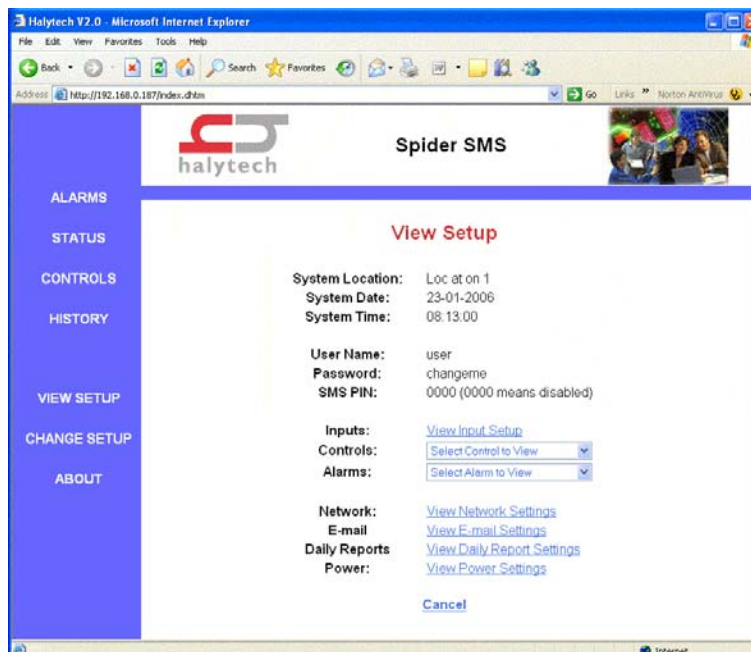 Halytech V2.0 - Microsoft Internet Explorer
File Edit View Favorites Tools Help
Back Search Favorites
Address http://192.168.0.187/index.dhtm Go Links » Norton AntiVirus
halytech
Spider SMS
ALARMS
STATUS
CONTROLS
HISTORY
VIEW SETUP
CHANGE SETUP
ABOUT
View Setup
System Location: Loc at on 1
System Date: 23-01-2006
System Time: 08:13:00
User Name: user
Password: changeme
SMS PIN: 0000 (0000 means disabled)
Inputs: View Input Setup
Controls: Select Control to View
Alarms: Select Alarm to View
Network: View Network Settings
E-mail View E-mail Settings
Daily Reports View Daily Report Settings
Power: View Power Settings
Cancel
Internet